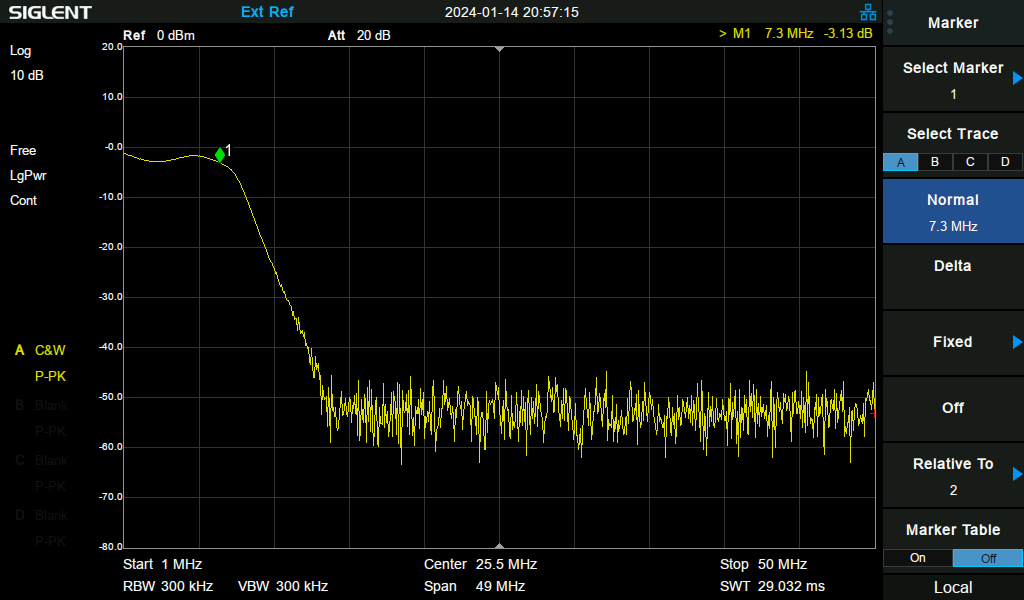 SIGLENT Ext Ref 2024-01-14 20:57:15
Ref 0 dBm Att 20 dB > M1 7.3 MHz -3.13 dB
Log
10 dB
Free
LgPwr
Cont
A C&W
P-PK
B Blank
P-PK
C Blank
P-PK
D Blank
P-PK
20.0
10.0
-0.0
-10.0
-20.0
-30.0
-40.0
-50.0
-60.0
-70.0
-80.0
1
Start 1 MHz Center 25.5 MHz Stop 50 MHz
RBW 300 kHz VBW 300 kHz Span 49 MHz SWT 29.032 ms
Marker
Select Marker
1
Select Trace
A B C D
Normal
7.3 MHz
Delta
Fixed
Off
Relative To
2
Marker Table
On Off
Local